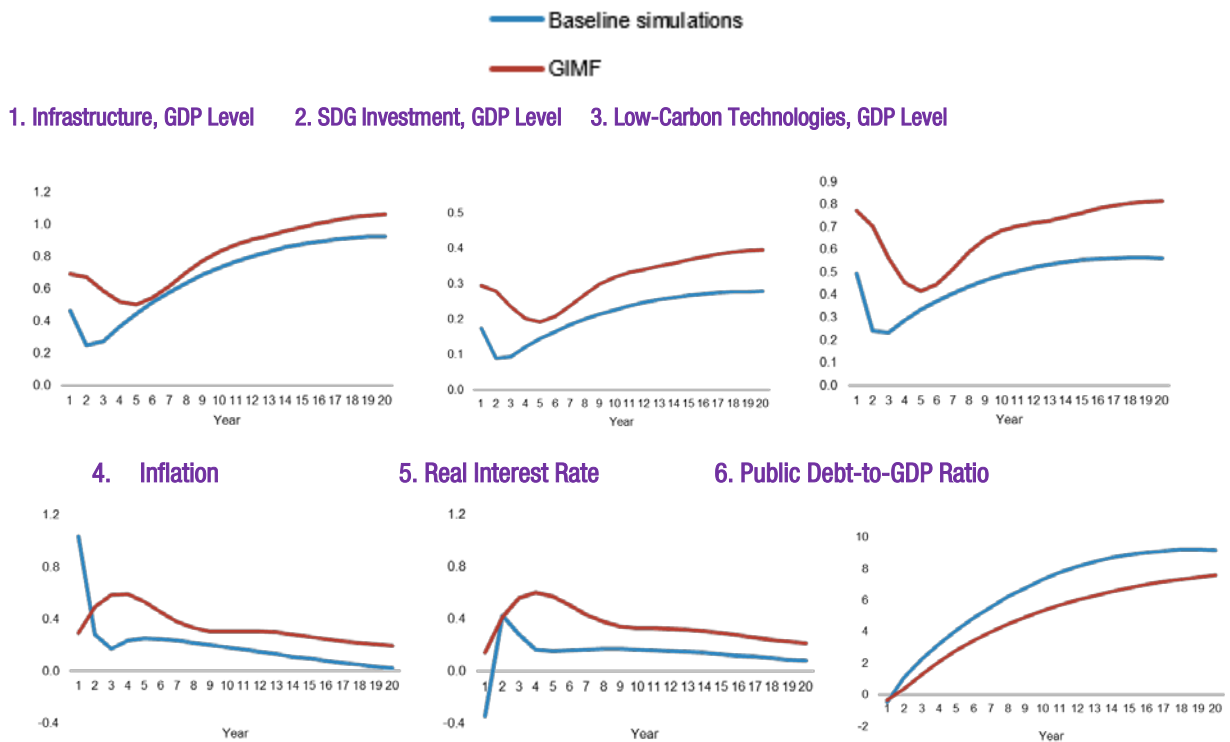 Baseline simulations
GIMF
1. Infrastructure, GDP Level 2. SDG Investment, GDP Level 3. Low-Carbon Technologies, GDP Level
1.2
1.0
0.8
0.6
0.4
0.2
0.0
1 2 3 4 5 6 7 8 9 10 11 12 13 14 15 16 17 18 19 20
Year
0.5
0.4
0.3
0.2
0.1
0.0
1 2 3 4 5 6 7 8 9 10 11 12 13 14 15 16 17 18 19 20
Year
0.9
0.8
0.7
0.6
0.5
0.4
0.3
0.2
0.1
0.0
1 2 3 4 5 6 7 8 9 10 11 12 13 14 15 16 17 18 19 20
Year
4. Inflation 5. Real Interest Rate 6. Public Debt-to-GDP Ratio
1.2
0.8
0.4
0.0
-0.4
1 2 3 4 5 6 7 8 9 10 11 12 13 14 15 16 17 18 19 20
Year
1.2
0.8
0.4
0.0
-0.4
1 2 3 4 5 6 7 8 9 10 11 12 13 14 15 16 17 18 19 20
Year
10
8
6
4
2
0
-2
1 2 3 4 5 6 7 8 9 10 11 12 13 14 15 16 17 18 19 20
Year